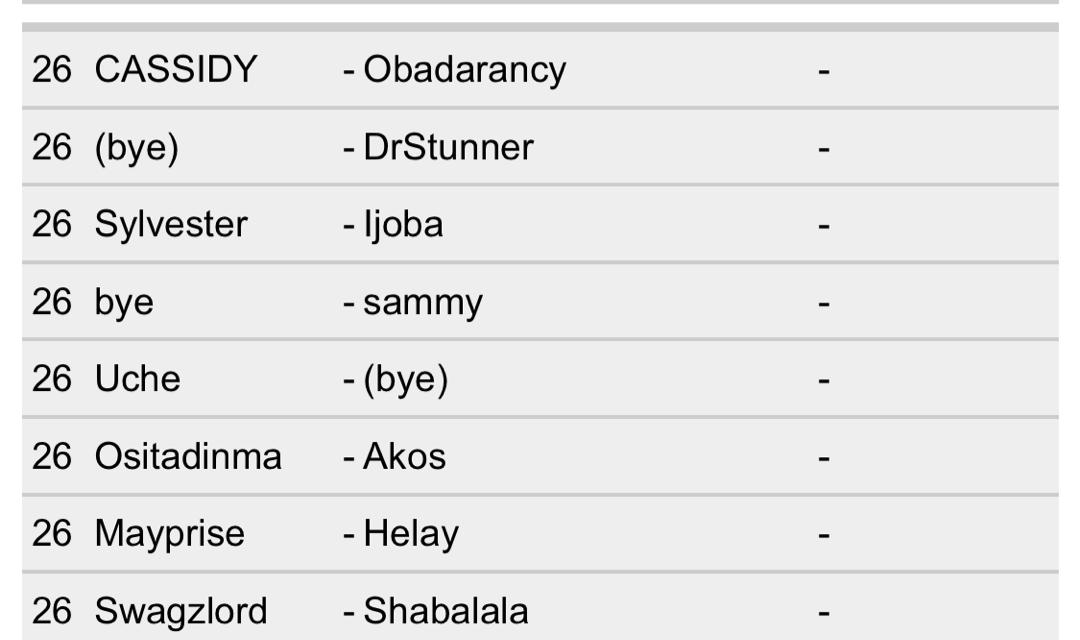 26 CASSIDY - Obadarancy -
26 (bye) - DrStunner -
26 Sylvester - Ijoba -
26 bye - sammy -
26 Uche - (bye) -
26 Ositadinma - Akos -
26 Mayprise - Helay -
26 Swagzlord - Shabalala -